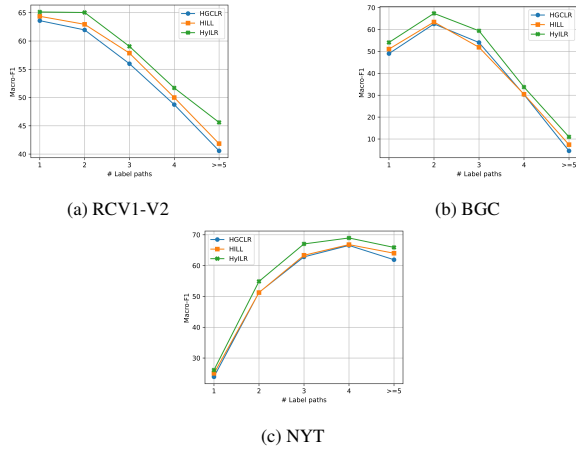 65
60
55
50
45
40
Macro-F1
HGCLR
HILL
HyILR
1 2 3 4 >=5
# Label paths
(a) RCV1-V2
70
60
50
40
30
20
10
Macro-F1
HGCLR
HILL
HyILR
1 2 3 4 >=5
# Label paths
(b) BGC
70
60
50
40
30
Macro-F1
HGCLR
HILL
HyILR
1 2 3 4 >=5
# Label paths
(c) NYT